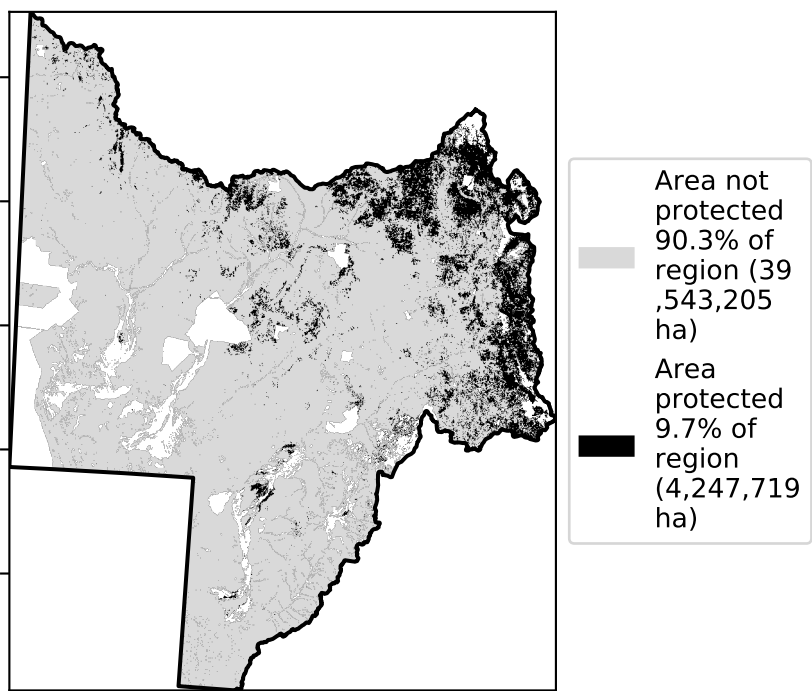 Area not
protected
90.3% of
region (39
,543,205
ha)
Area
protected
9.7% of
region
(4,247,719
ha)